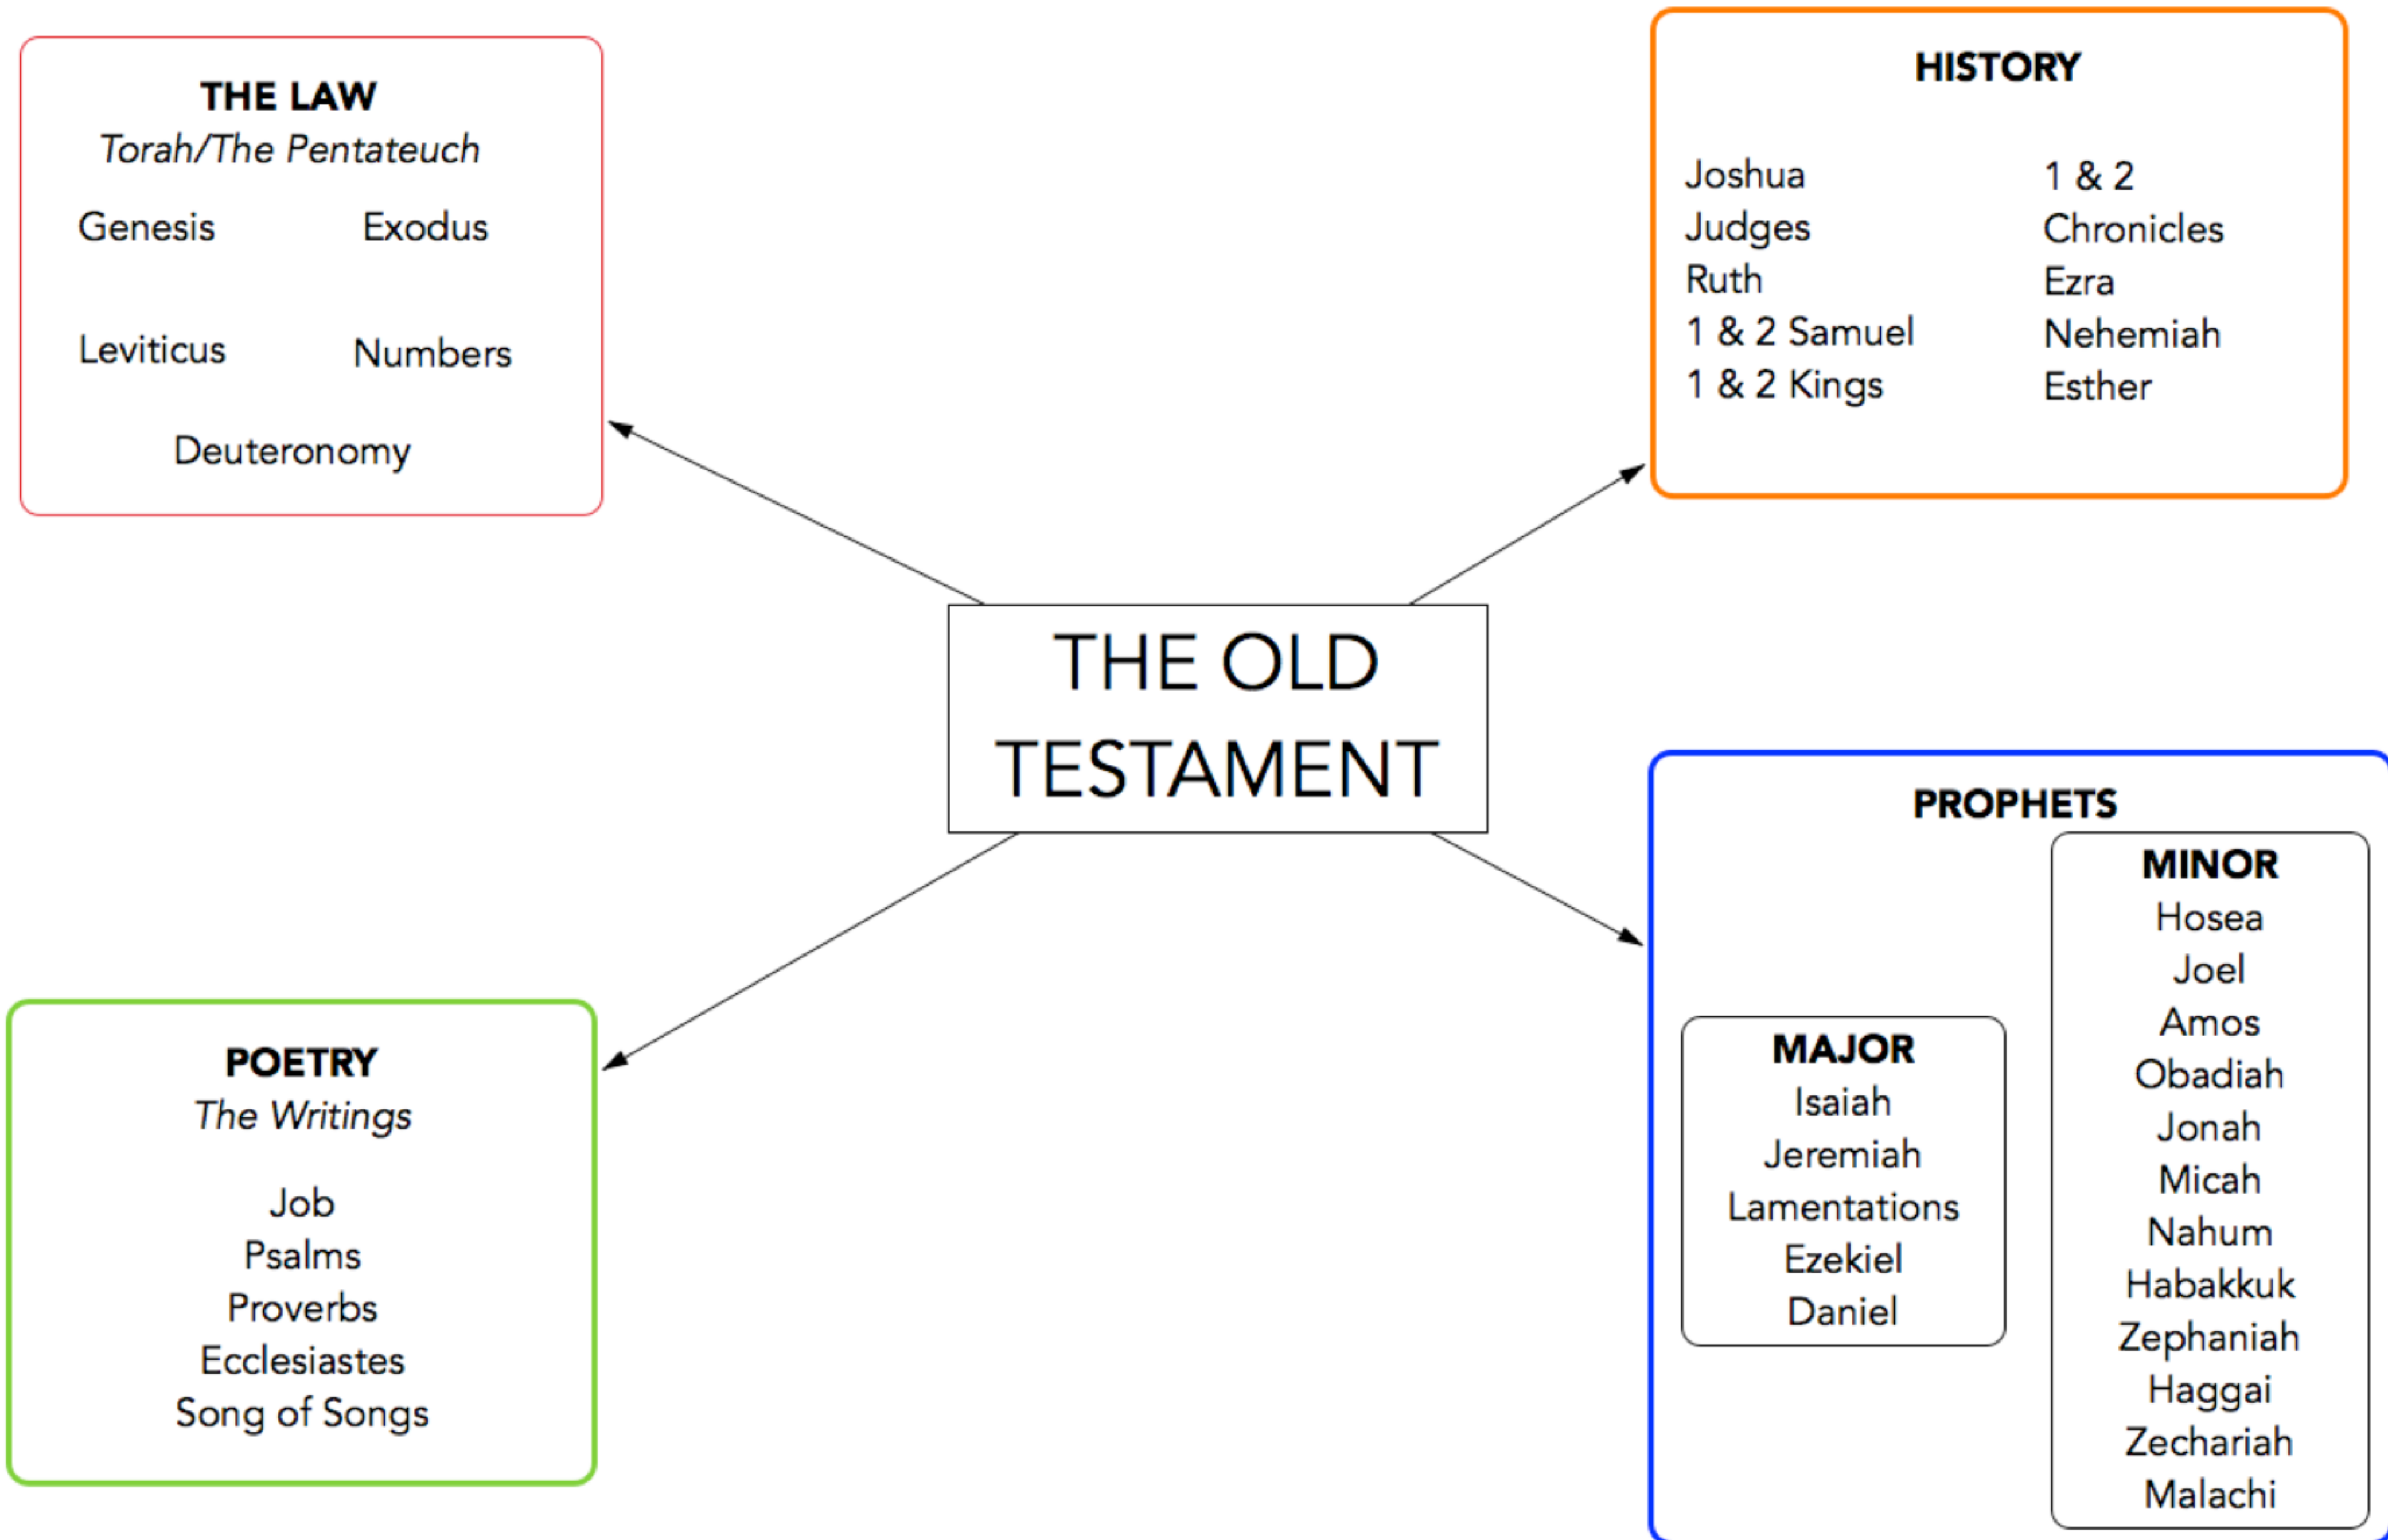 THE LAW
Torah/The Pentateuch
Genesis
Exodus
Leviticus
Numbers
Deuteronomy
HISTORY
Joshua
Judges
Ruth
1 & 2 Samuel
1 & 2 Kings
1 & 2
Chronicles
Ezra
Nehemiah
Esther
THE OLD
TESTAMENT
POETRY
The Writings
Job
Psalms
Proverbs
Ecclesiastes
Song of Songs
PROPHETS
MAJOR
Isaiah
Jeremiah
Lamentations
Ezekiel
Daniel
MINOR
Hosea
Joel
Amos
Obadiah
Jonah
Micah
Nahum
Habakkuk
Zephaniah
Haggai
Zechariah
Malachi